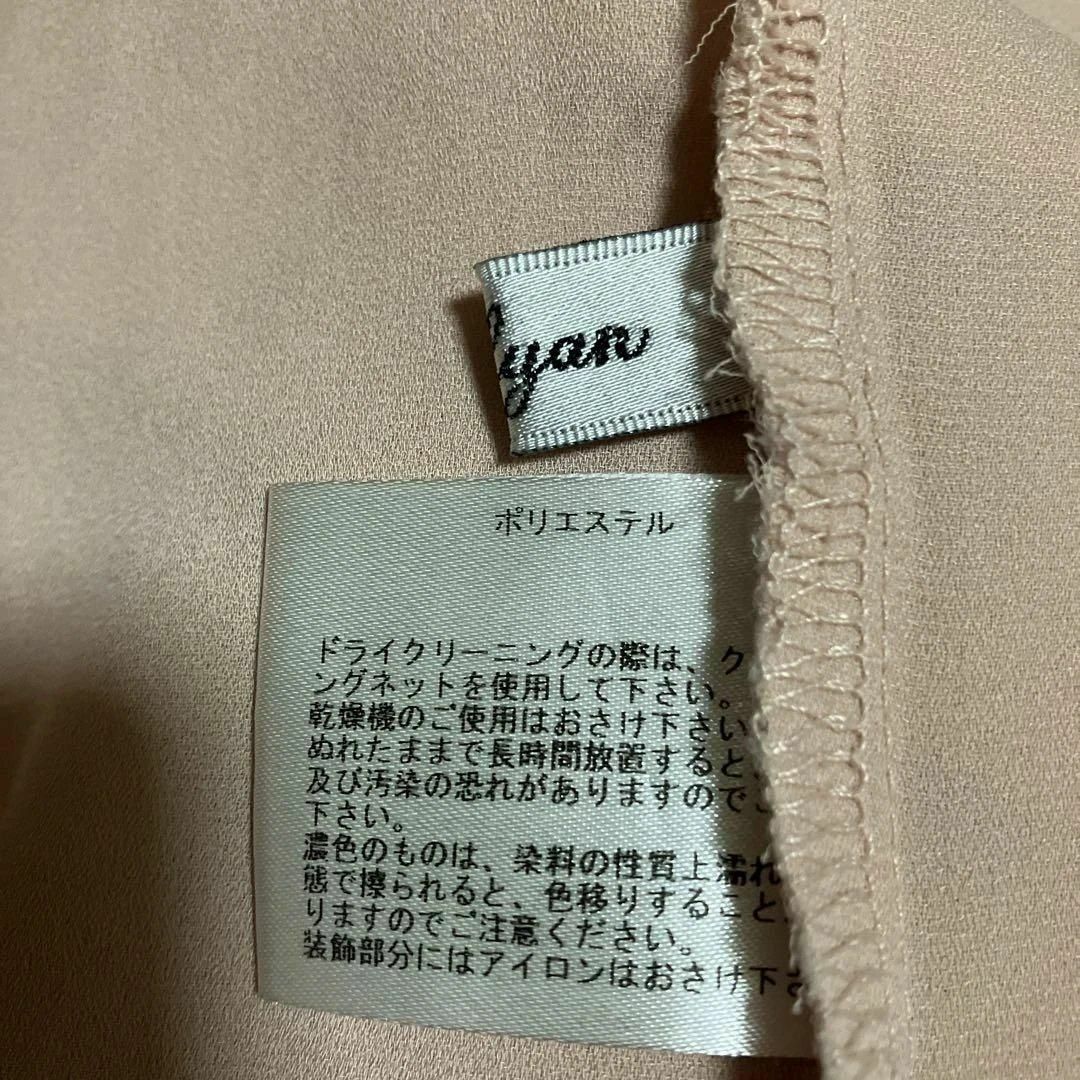 yan
ポリエステル
ドライクリーニングの際は、ク
ングネットを使用して下さい。
乾燥機のご使用はおさけ下さい
ぬれたままで長時間放置すると、
及び汚染の恐れがありますのでご
下さい。
濃色のものは、染料の性質上濡れ
態で擦られると、色移りすること
りますのでご注意ください。
装飾部分にはアイロンはおさけ下さ